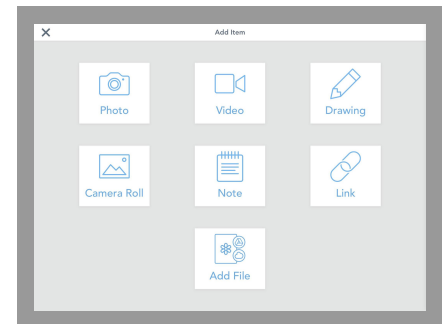 Add Item
Photo
Video
Drawing
Camera Roll
Note
Link
Add File